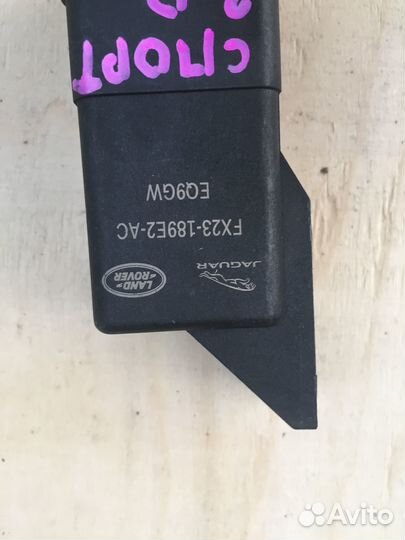 СПОРТ
JAGUAR
LAND
ROVER
FX23-189E2-AC
EQ9GW
Avito